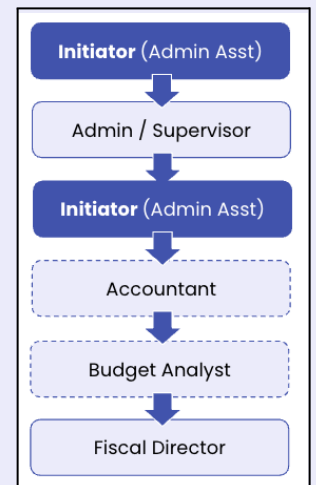 Initiator (Admin Asst)
Admin / Supervisor
Initiator (Admin Asst)
Accountant
Budget Analyst
Fiscal Director